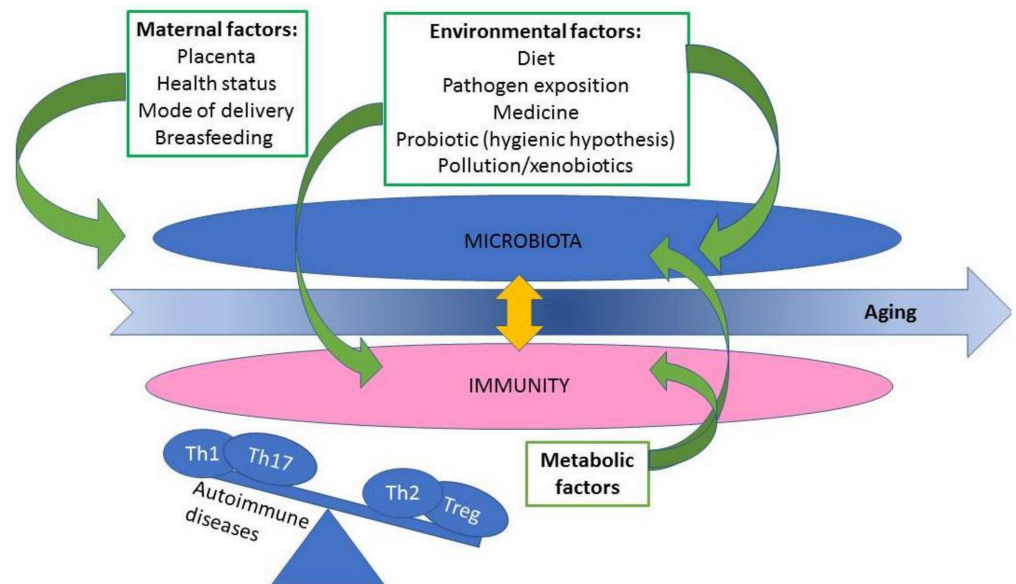 Maternal factors:
Placenta
Health status
Mode of delivery
Breasfeeding
Environmental factors:
Diet
Pathogen exposition
Medicine
Probiotic (hygienic hypothesis)
Pollution/xenobiotics
MICROBIOTA
Aging
IMMUNITY
Th1
Th17
Th2
Treg
Autoimmune
diseases
Metabolic
factors